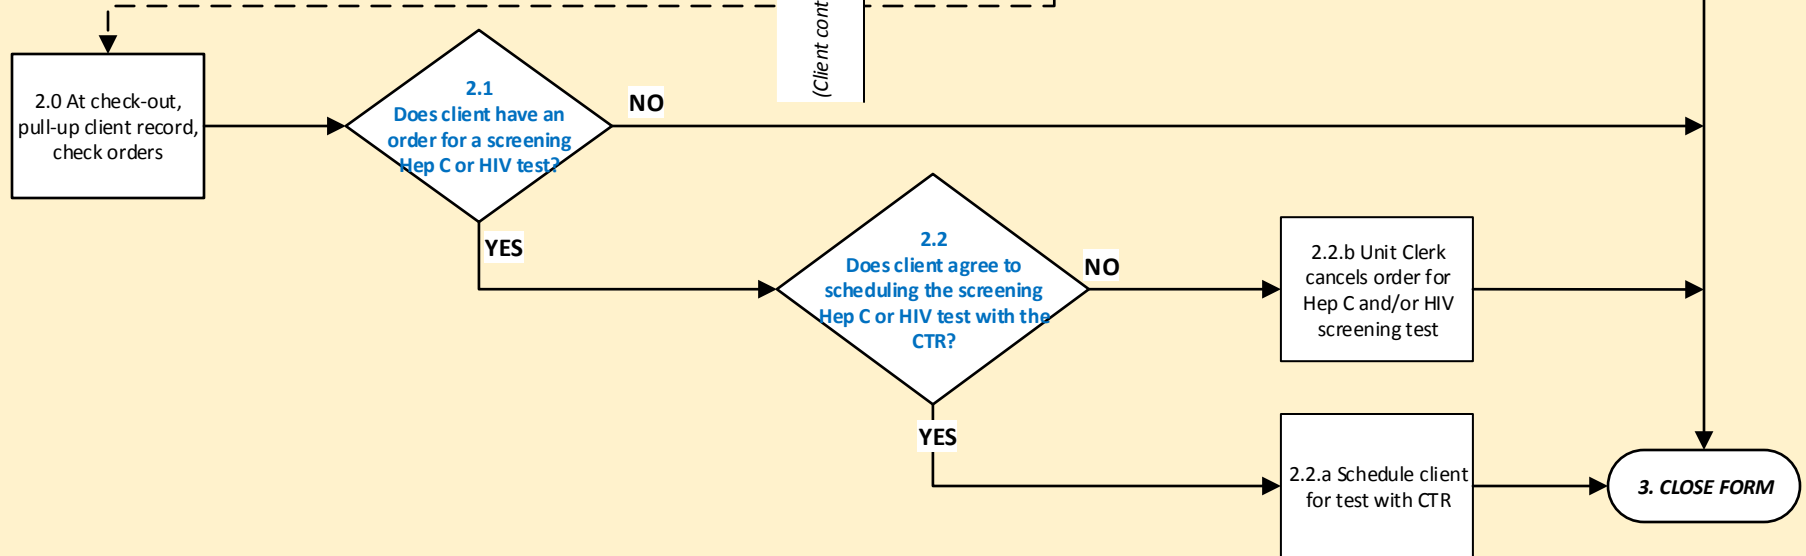 (Client cont
2.0 At check-out,
pull-up client record,
check orders
2.1
Does client have an
order for a screening
Hep C or HIV test?
NO
YES
2.2
Does client agree to
scheduling the screening
Hep C or HIV test with the
CTR?
NO
2.2.b Unit Clerk
cancels order for
Hep C and/or HIV
screening test
YES
2.2.a Schedule client
for test with CTR
3. CLOSE FORM